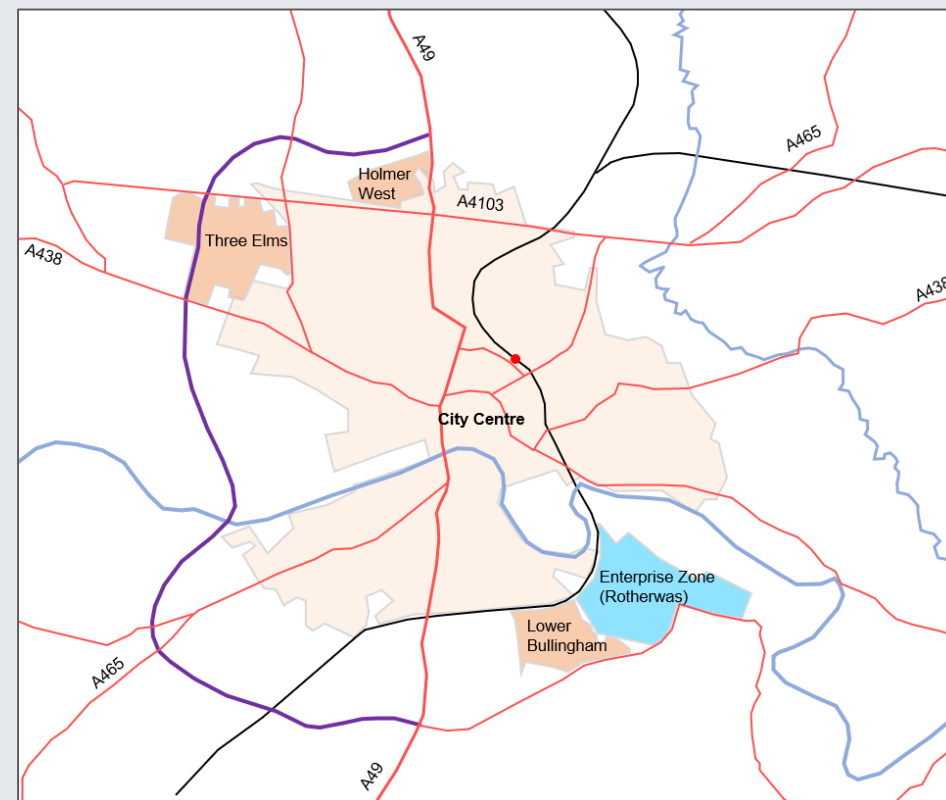 A49
A465
Holmer
West
A4103
Three Elms
A438
A438
City Centre
Enterprise Zone
(Rotherwas)
Lower
Bullingham
A465
A49